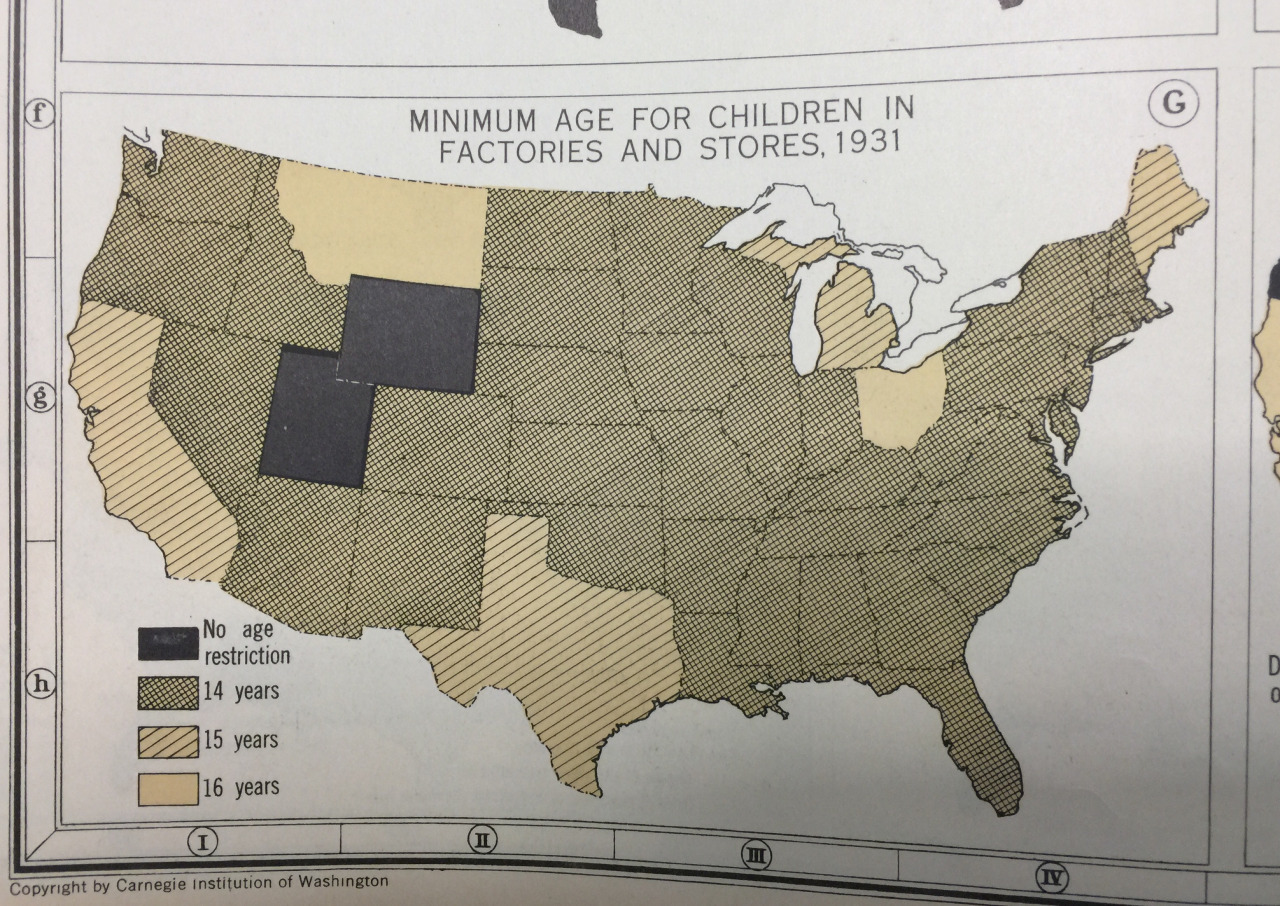 f
G
MINIMUM AGE FOR CHILDREN IN
FACTORIES AND STORES, 1931
g
h
No age
restriction
14 years
15 years
16 years
D
o
I
II
III
IV
Copyright by Carnegie Institution of Washington